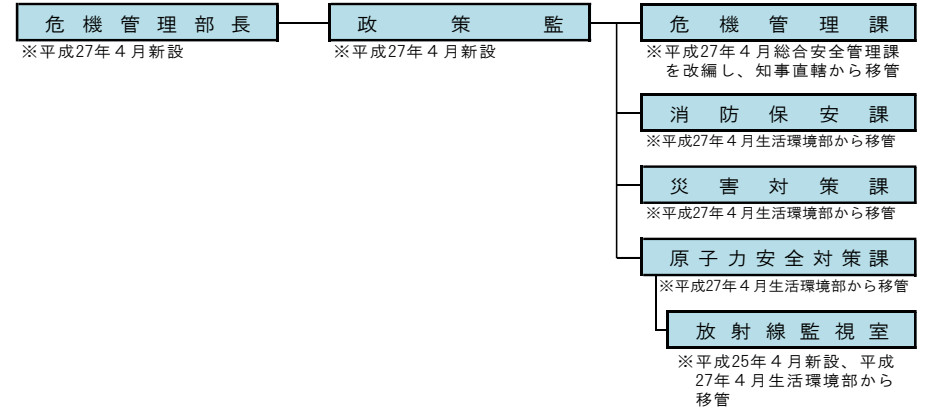 危機管理部長
※平成27年４月新設
政策監
※平成27年４月新設
危機管理課
※平成27年４月総合安全管理課
を改編し、知事直轄から移管
消防保安課
※平成27年４月生活環境部から移管
災害対策課
※平成27年４月生活環境部から移管
原子力安全対策課
※平成27年４月生活環境部から移管
放射線監視室
※平成25年４月新設、平成
27年４月生活環境部から
移管